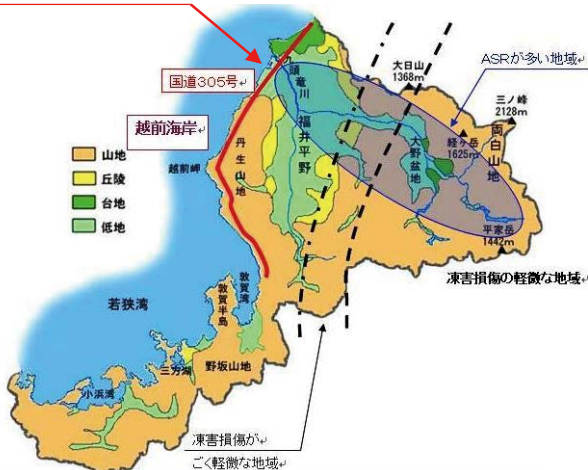 国道305号
越前海岸
山地
丘陵
台地
低地
越前岬
丹生山地
頭竜川
福井平野
大日山
1368m
ASRが多い地域
三ノ峰
2128m
両白山地
経ヶ岳
1625m
大野盆地
平家岳
1442m
凍害損傷の軽微な地域
若狭湾
敦賀半島
敦賀湾
三方湖
野坂山地
小浜湾
凍害損傷が
ごく軽微な地域